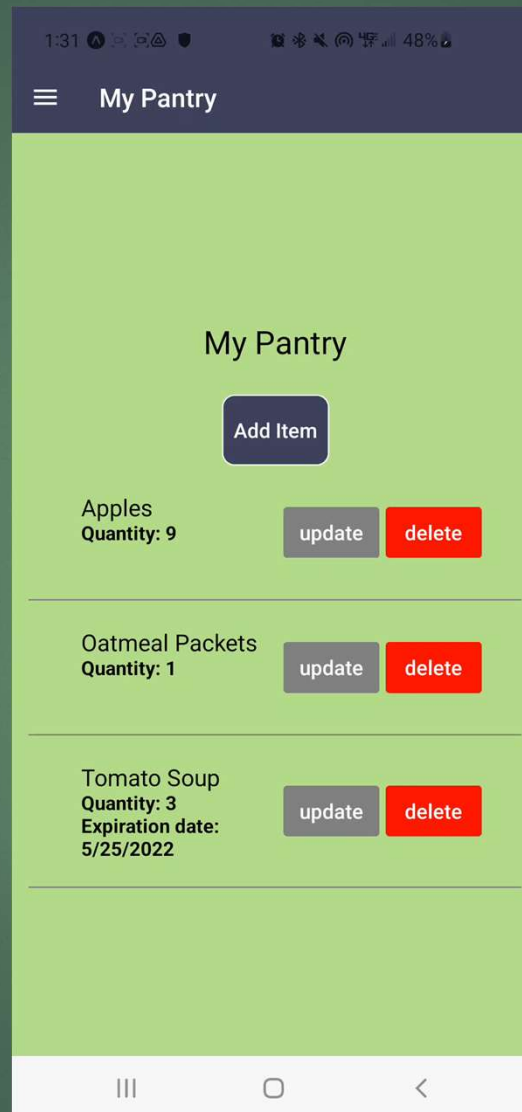 1:31 48%
My Pantry
My Pantry
Add Item
Apples
Quantity: 9
update delete
Oatmeal Packets
Quantity: 1
update delete
Tomato Soup
Quantity: 3
Expiration date:
5/25/2022
update delete